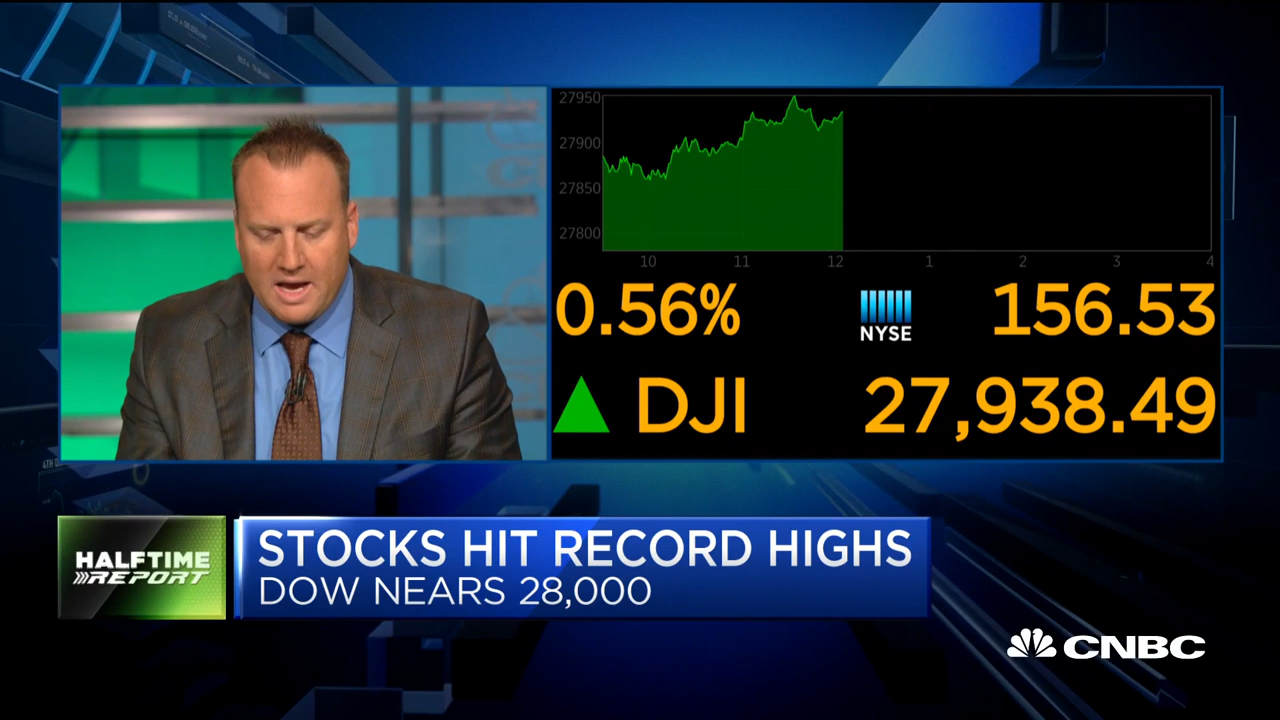 27950
27900
27850
27800
10 11 12 1 2 3 4
0.56% NYSE 156.53
DJI 27,938.49
HALFTIME
REPORT
STOCKS HIT RECORD HIGHS
DOW NEARS 28,000
CNBC